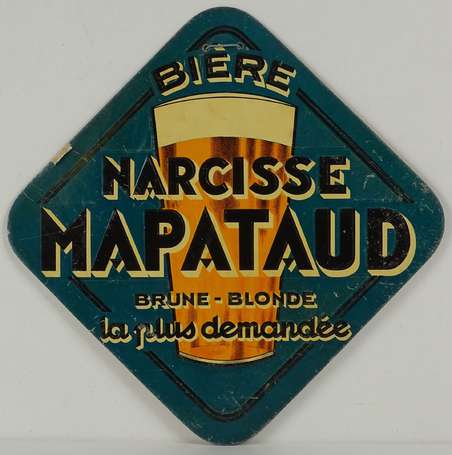 BIÈRE
NARCISSE
MAPATAUD
BRUNE - BLONDE
la plus demandée